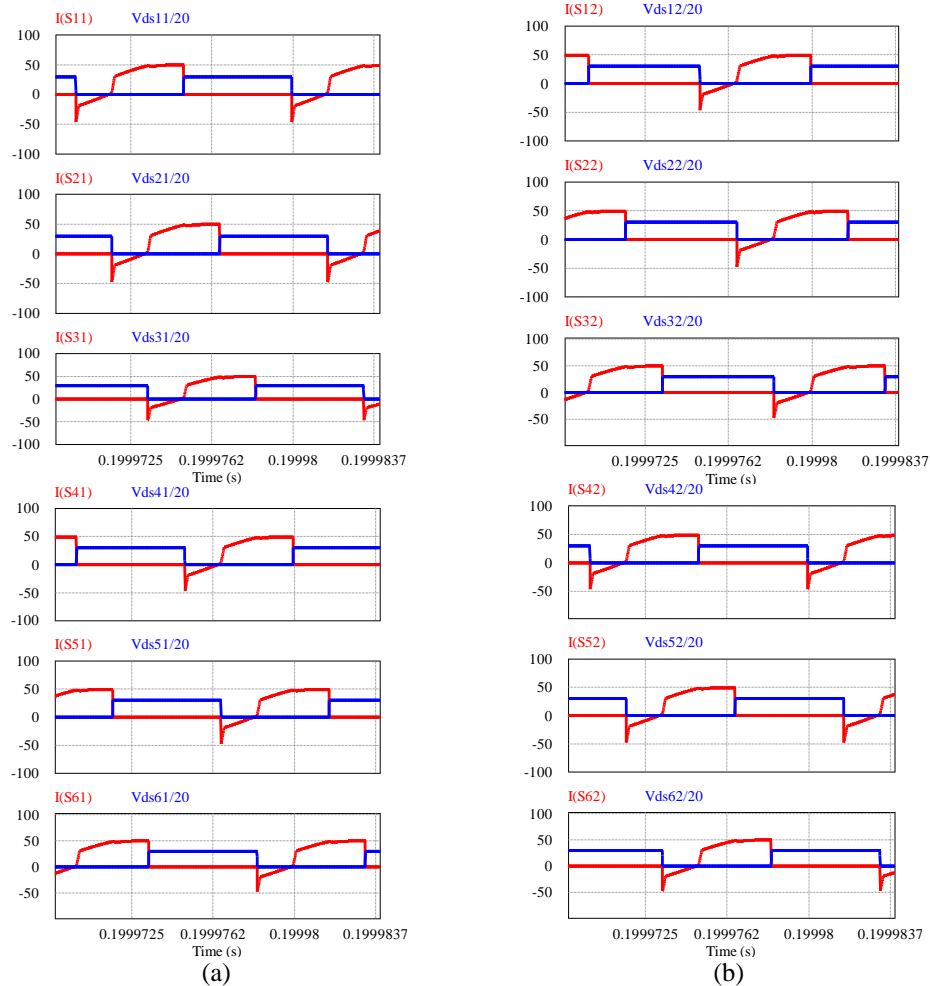 I(S11) Vds11/20
100
50
0
-50
-100
I(S21) Vds21/20
100
50
0
-50
-100
I(S31) Vds31/20
100
50
0
-50
-100
0.1999725 0.1999762 0.19998 0.1999837
Time (s)
I(S41) Vds41/20
100
50
0
-50
-100
I(S51) Vds51/20
100
50
0
-50
-100
I(S61) Vds61/20
100
50
0
-50
-100
0.1999725 0.1999762 0.19998 0.1999837
Time (s)
(a)
I(S12) Vds12/20
100
50
0
-50
-100
I(S22) Vds22/20
100
50
0
-50
-100
I(S32) Vds32/20
100
50
0
-50
0.1999725 0.1999762 0.19998 0.1999837
Time (s)
I(S42) Vds42/20
100
50
0
-50
-100
I(S52) Vds52/20
100
50
0
-50
-100
I(S62) Vds62/20
100
50
0
-50
0.1999725 0.1999762 0.19998 0.1999837
Time (s)
(b)